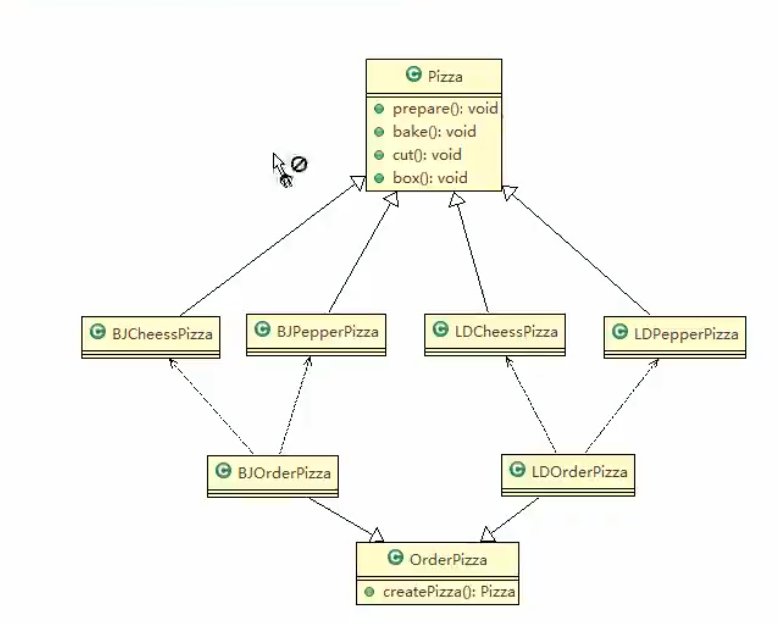 Pizza
prepare(): void
bake(): void
cut(): void
box(): void
BJCheessPizza
BJPepperPizza
LDCheessPizza
LDPepperPizza
BJOrderPizza
LDOrderPizza
OrderPizza
createPizza(): Pizza